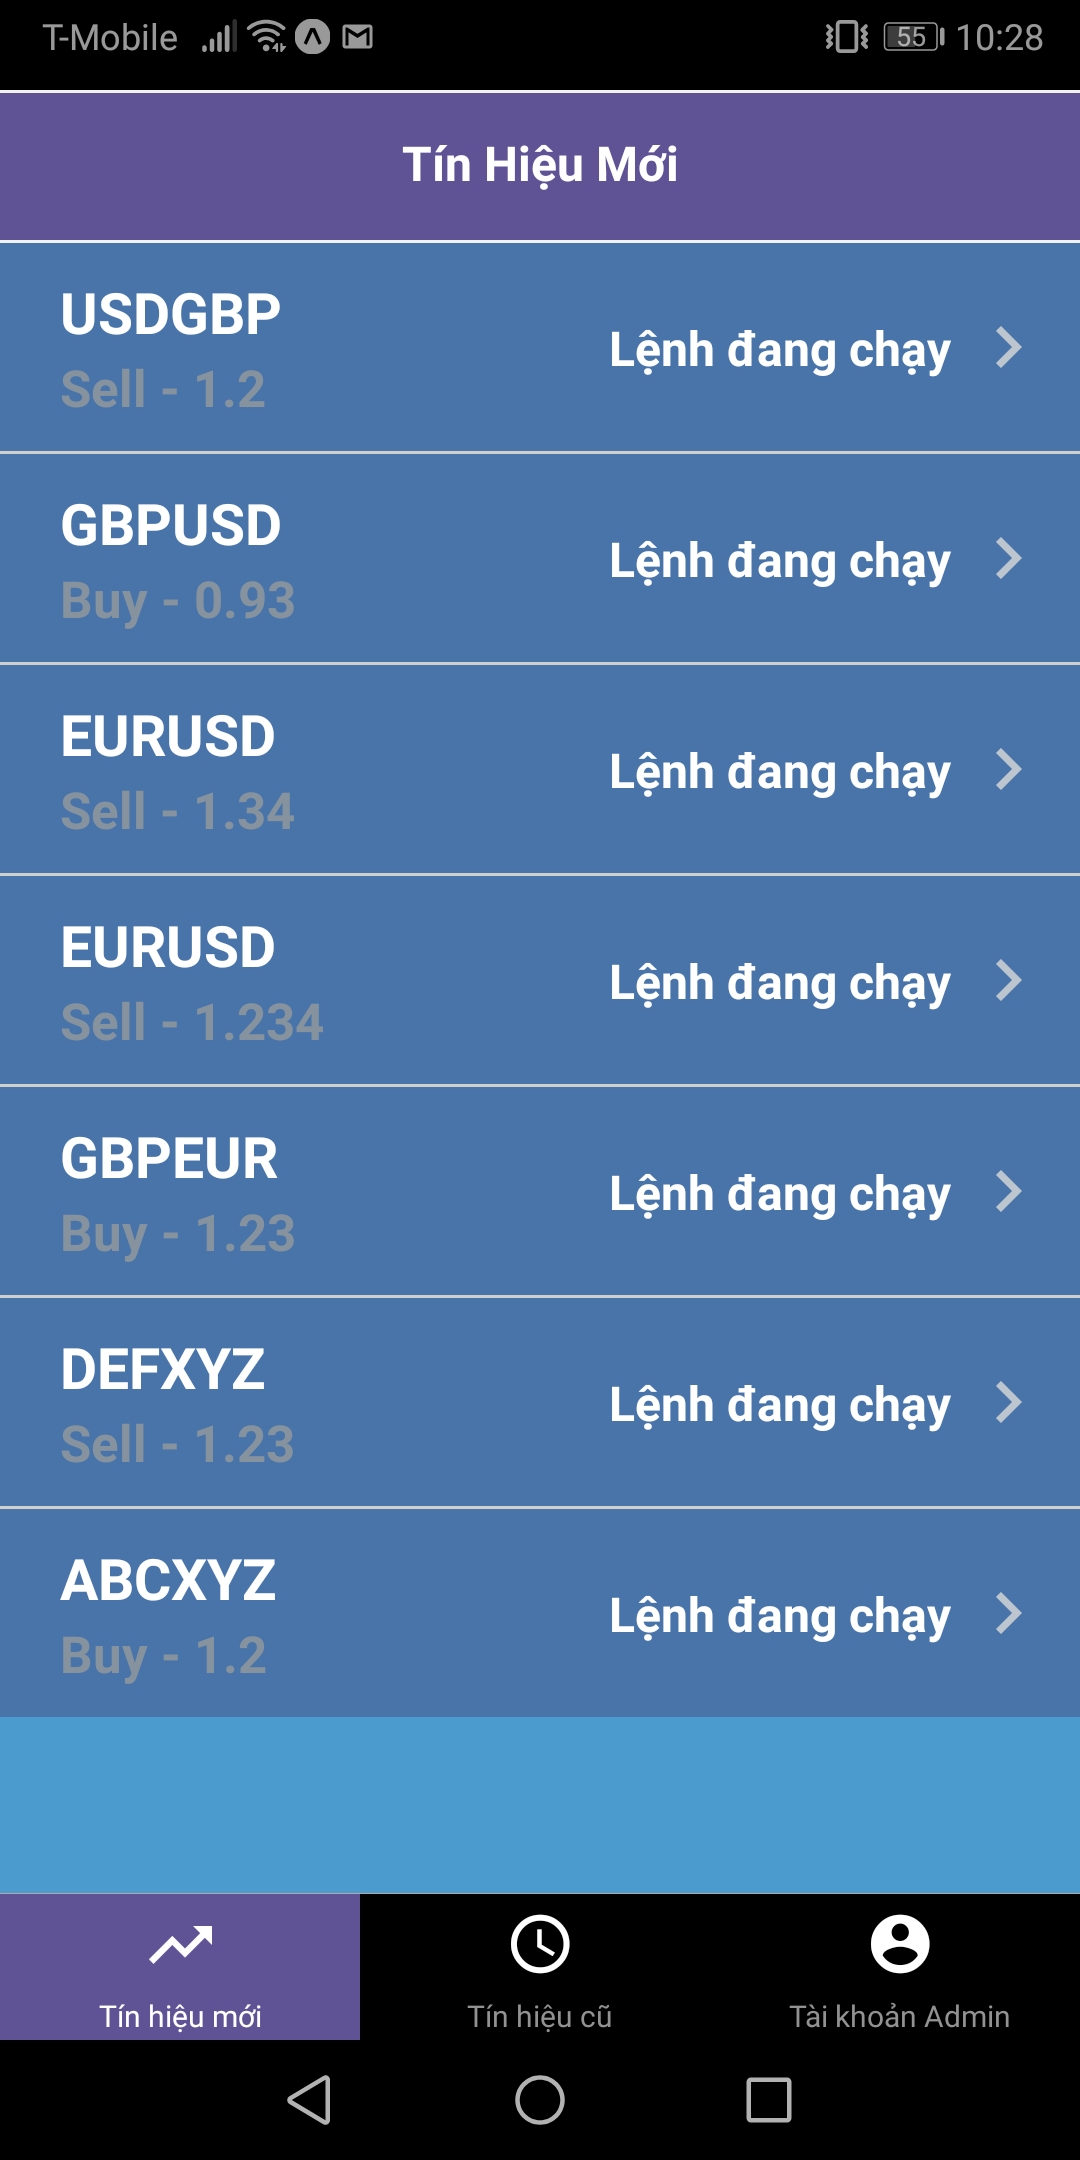 T-Mobile 55 10:28
Tín Hiệu Mới
USDGBP
Sell - 1.2
Lệnh đang chạy
GBPUSD
Buy - 0.93
Lệnh đang chạy
EURUSD
Sell - 1.34
Lệnh đang chạy
EURUSD
Sell - 1.234
Lệnh đang chạy
GBPEUR
Buy - 1.23
Lệnh đang chạy
DEFXYZ
Sell - 1.23
Lệnh đang chạy
ABCXYZ
Buy - 1.2
Lệnh đang chạy
Tín hiệu mới
Tín hiệu cũ
Tài khoản Admin